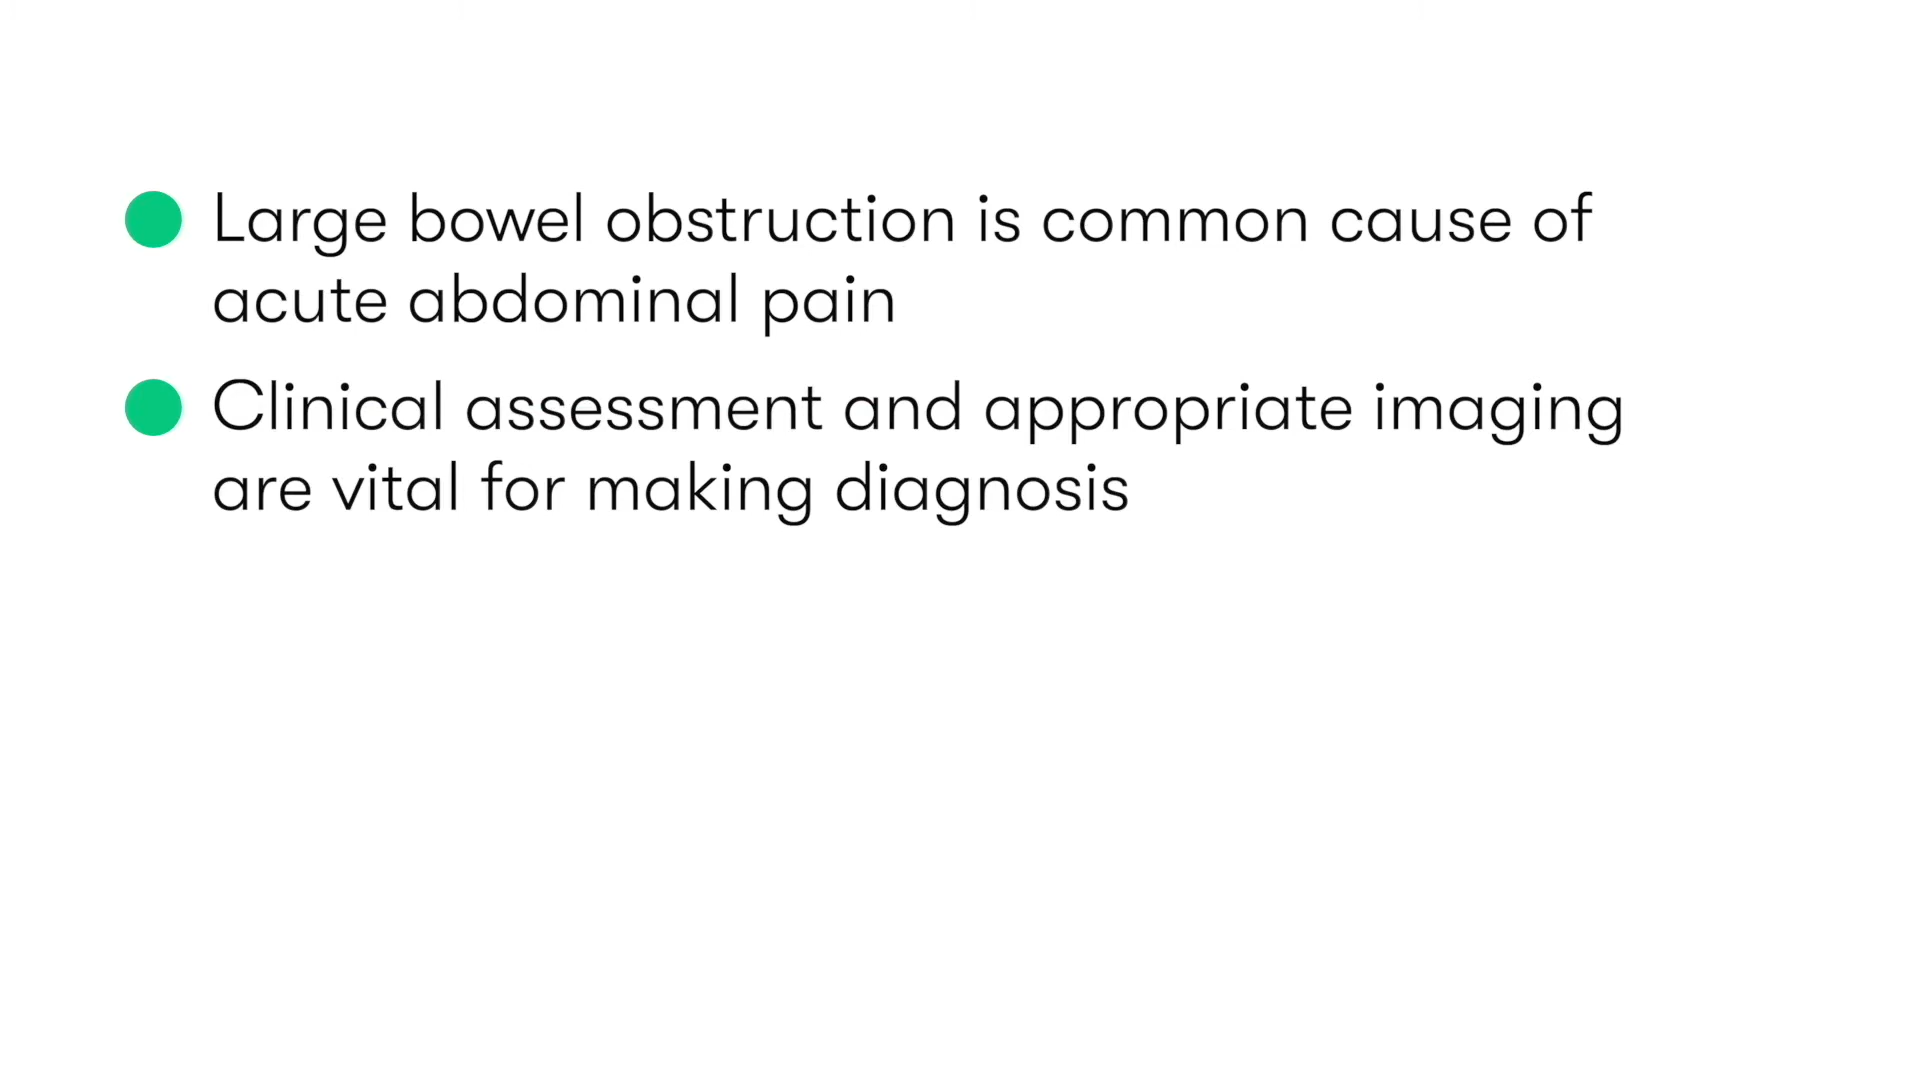 Large bowel obstruction is common cause of
acute abdominal pain
Clinical assessment and appropriate imaging
are vital for making diagnosis